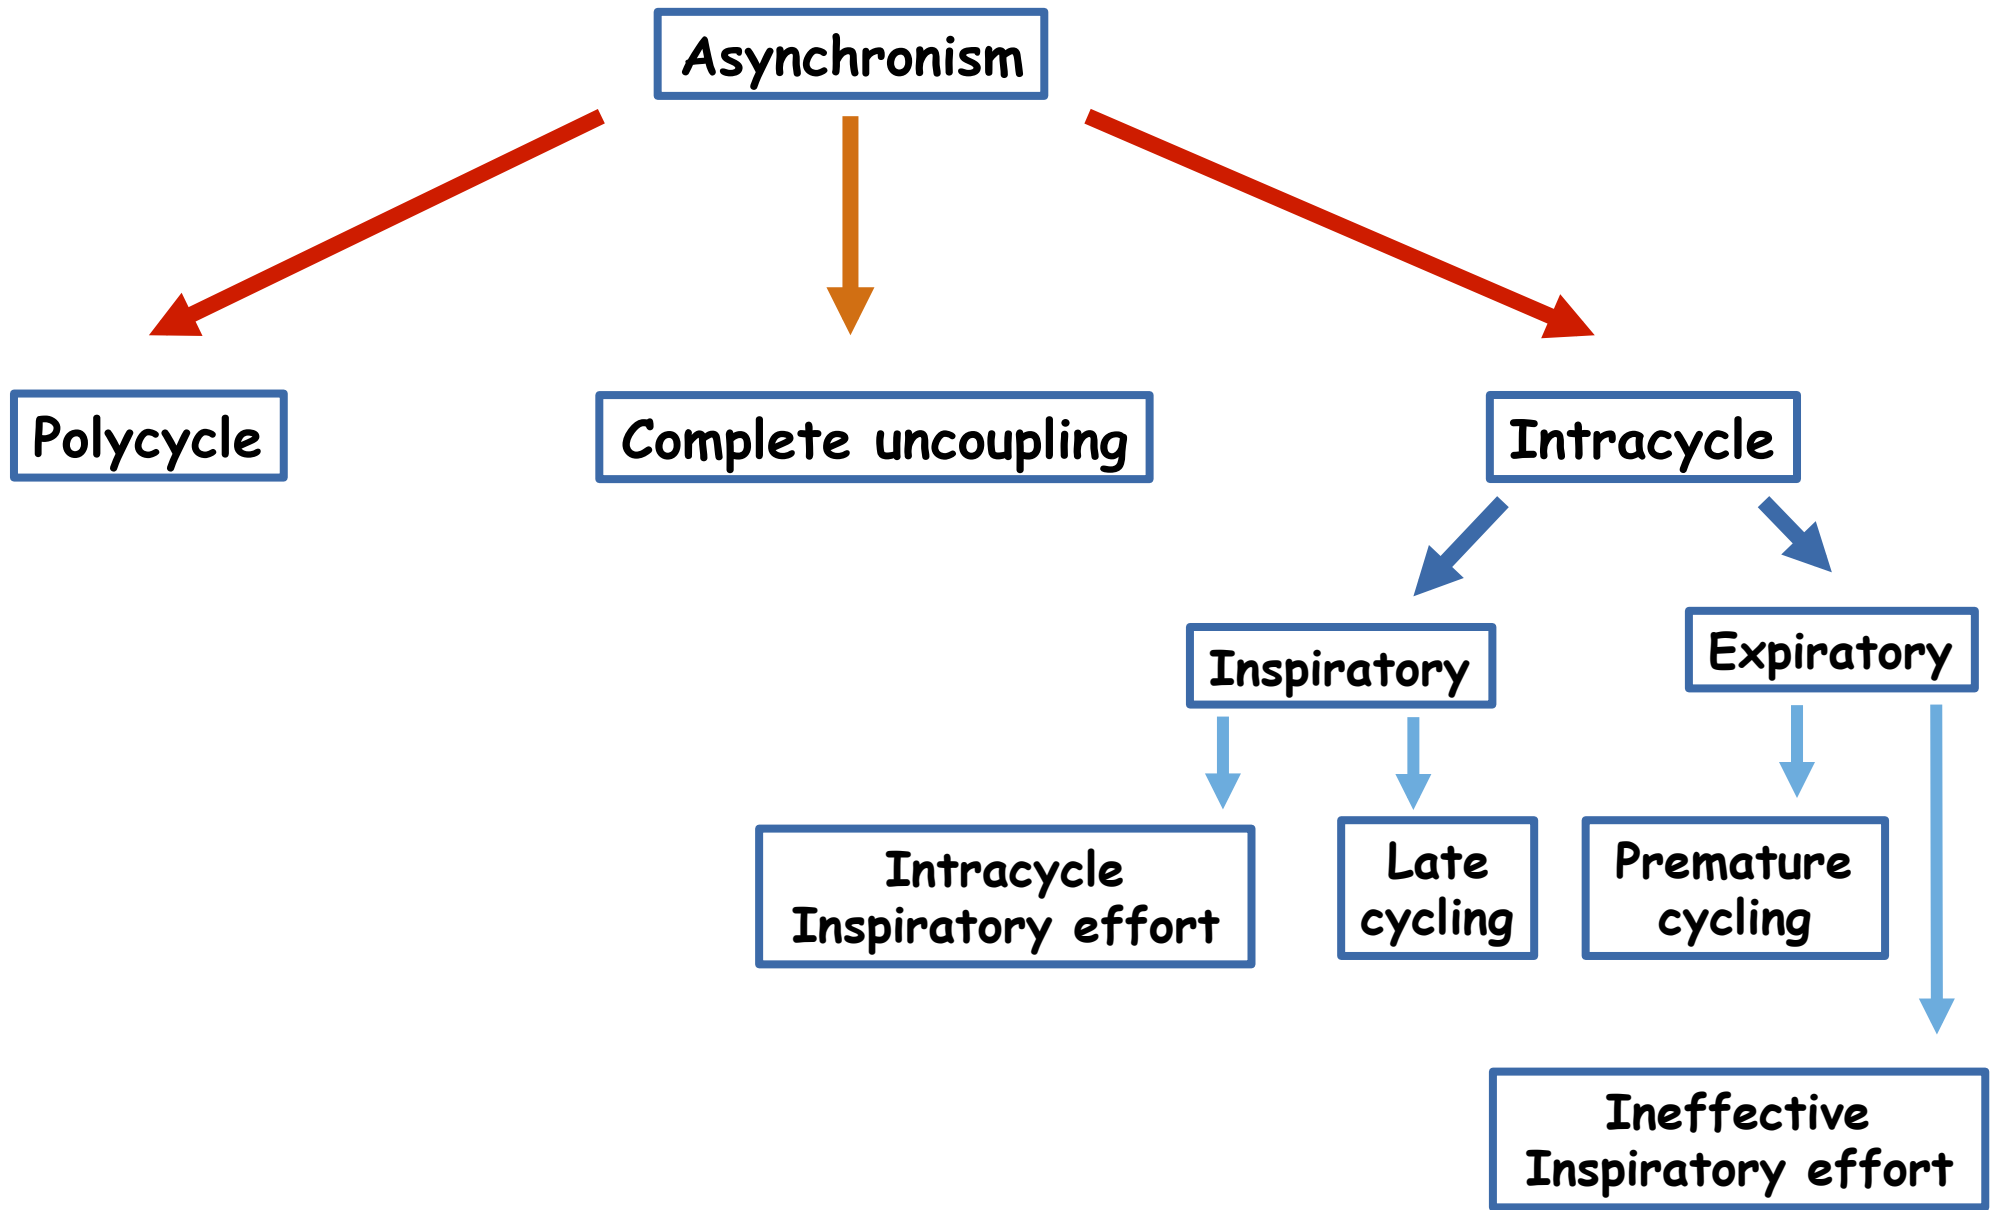 Asynchronism
Polycycle
Complete uncoupling
Intracycle
Inspiratory
Expiratory
Intracycle
Inspiratory effort
Late
cycling
Premature
cycling
Ineffective
Inspiratory effort